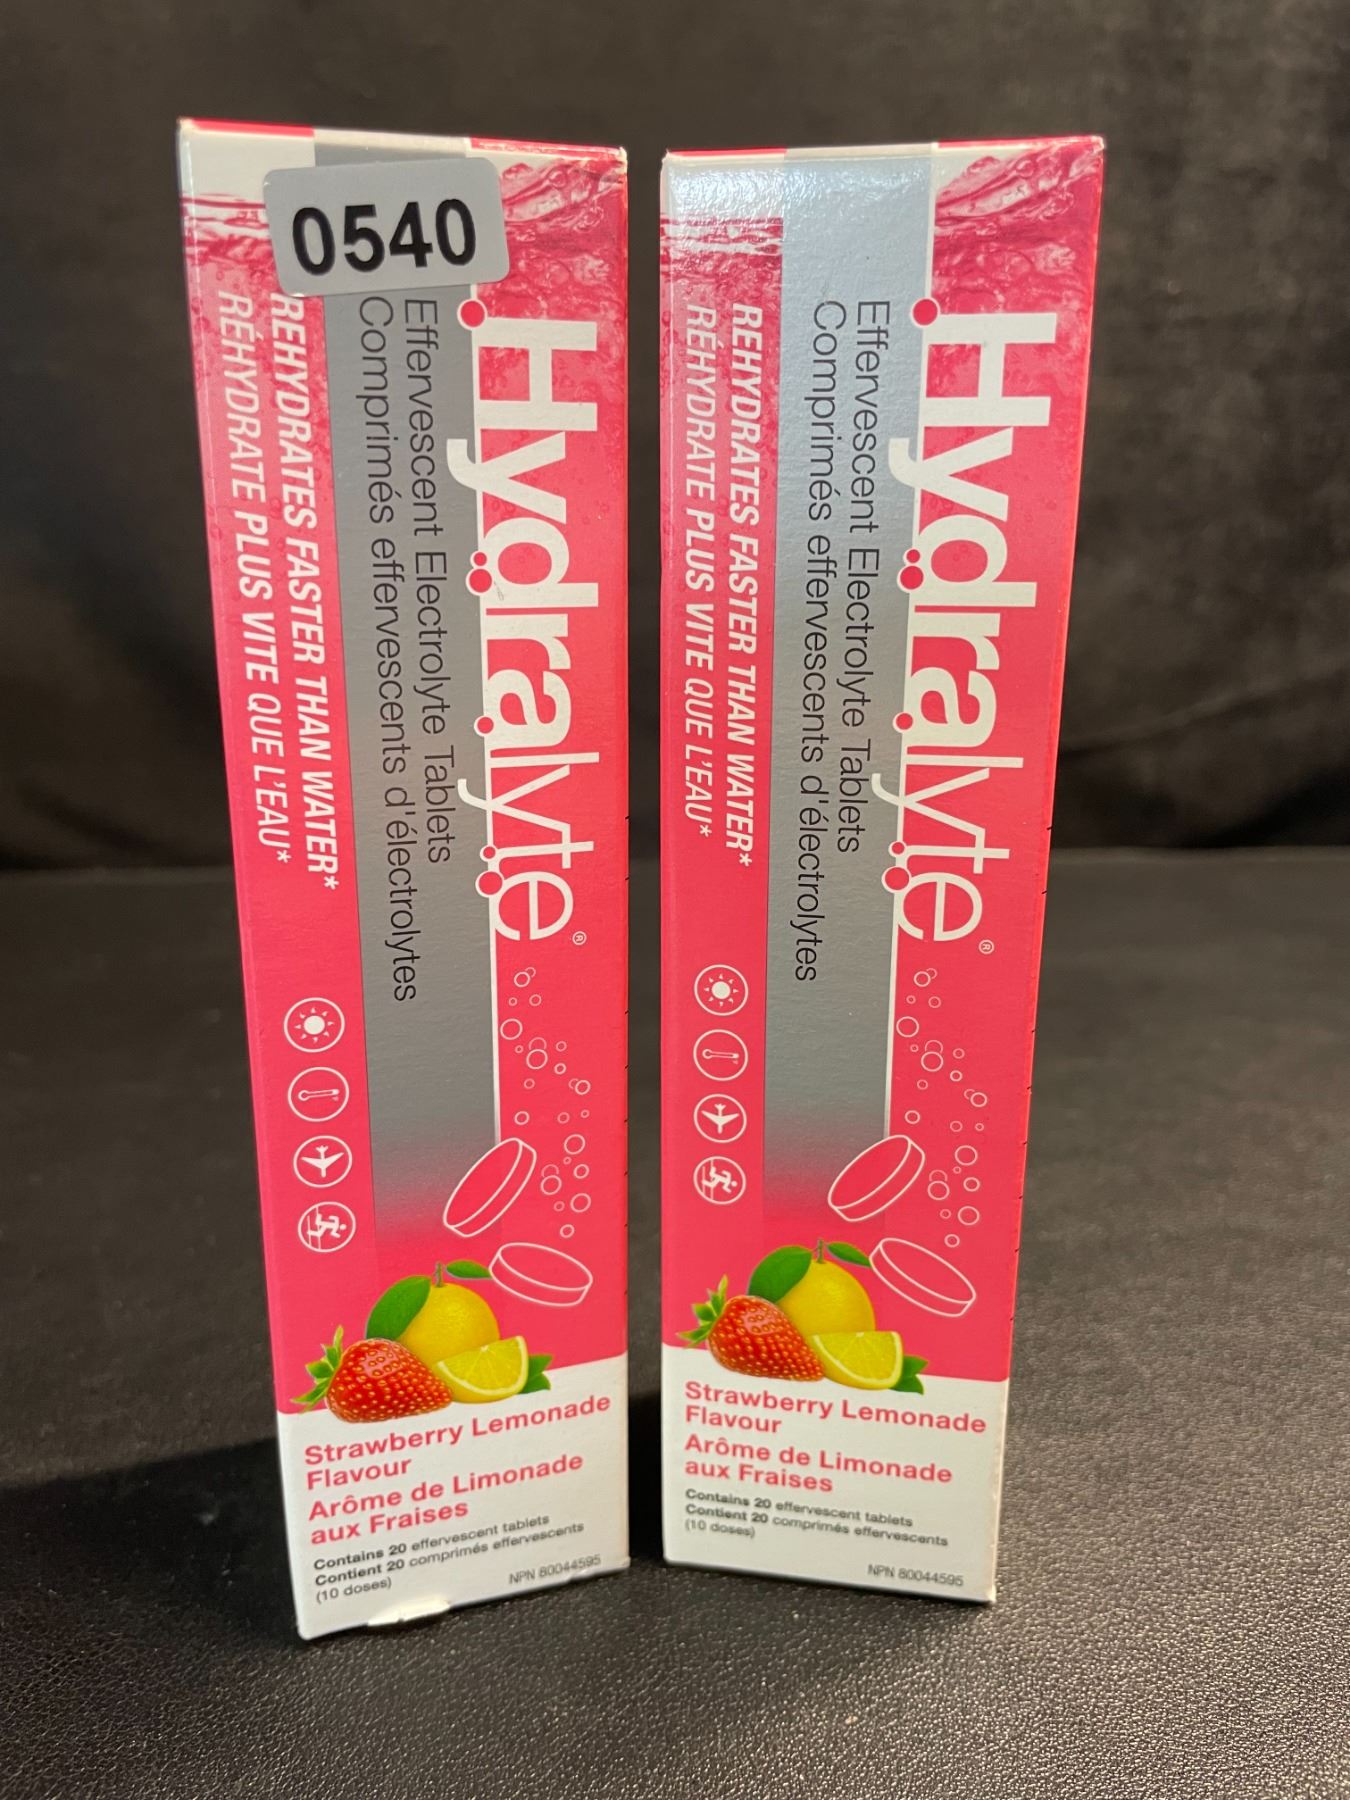 0540
Hydralyte®
Effervescent Electrolyte Tablets
Comprimés effervescents d'électrolytes
REHYDRATES FASTER THAN WATER*
RÉHYDRATE PLUS VITE QUE L'EAU*
Strawberry Lemonade
Flavour
Arôme de Limonade
aux Fraises
Contains 20 effervescent tablets
Contient 20 comprimés effervescents
(10 doses)
NPN 80044595
Hydralyte®
Effervescent Electrolyte Tablets
Comprimés effervescents d'électrolytes
REHYDRATES FASTER THAN WATER*
RÉHYDRATE PLUS VITE QUE L'EAU*
Strawberry Lemonade
Flavour
Arôme de Limonade
aux Fraises
Contains 20 effervescent tablets
Contient 20 comprimés effervescents
(10 doses)
NPN 80044595